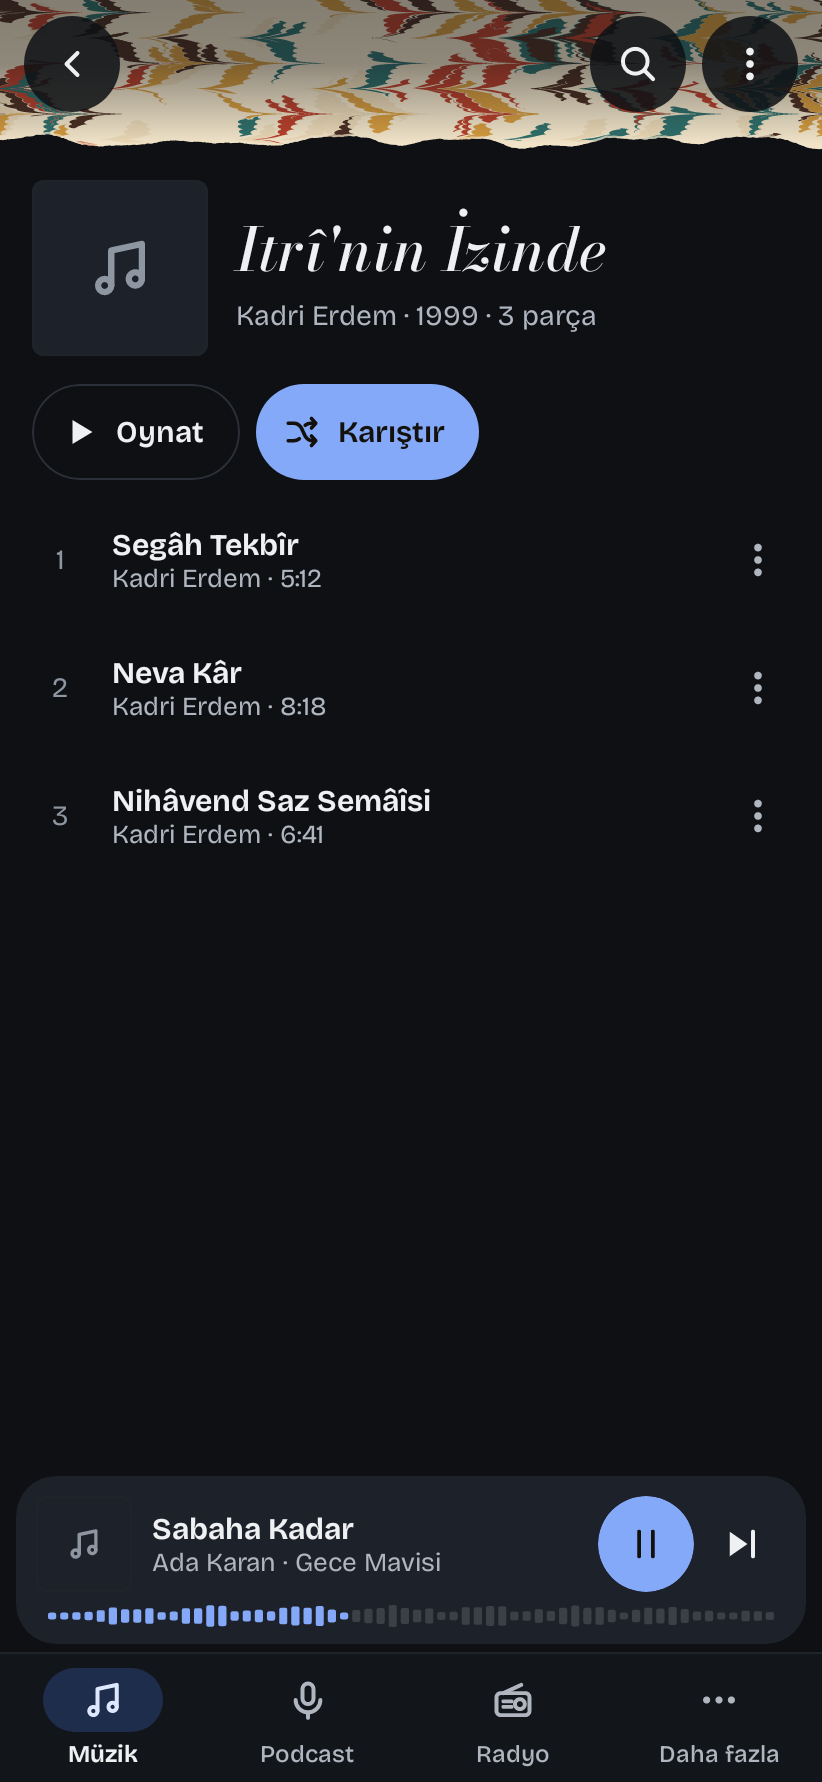 Itrî'nin İzinde
Kadri Erdem · 1999 · 3 parça
Oynat
Karıştır
1
Segâh Tekbîr
Kadri Erdem · 5:12
2
Neva Kâr
Kadri Erdem · 8:18
3
Nihâvend Saz Semâîsi
Kadri Erdem · 6:41
Sabaha Kadar
Ada Karan · Gece Mavisi
Müzik
Podcast
Radyo
Daha fazla